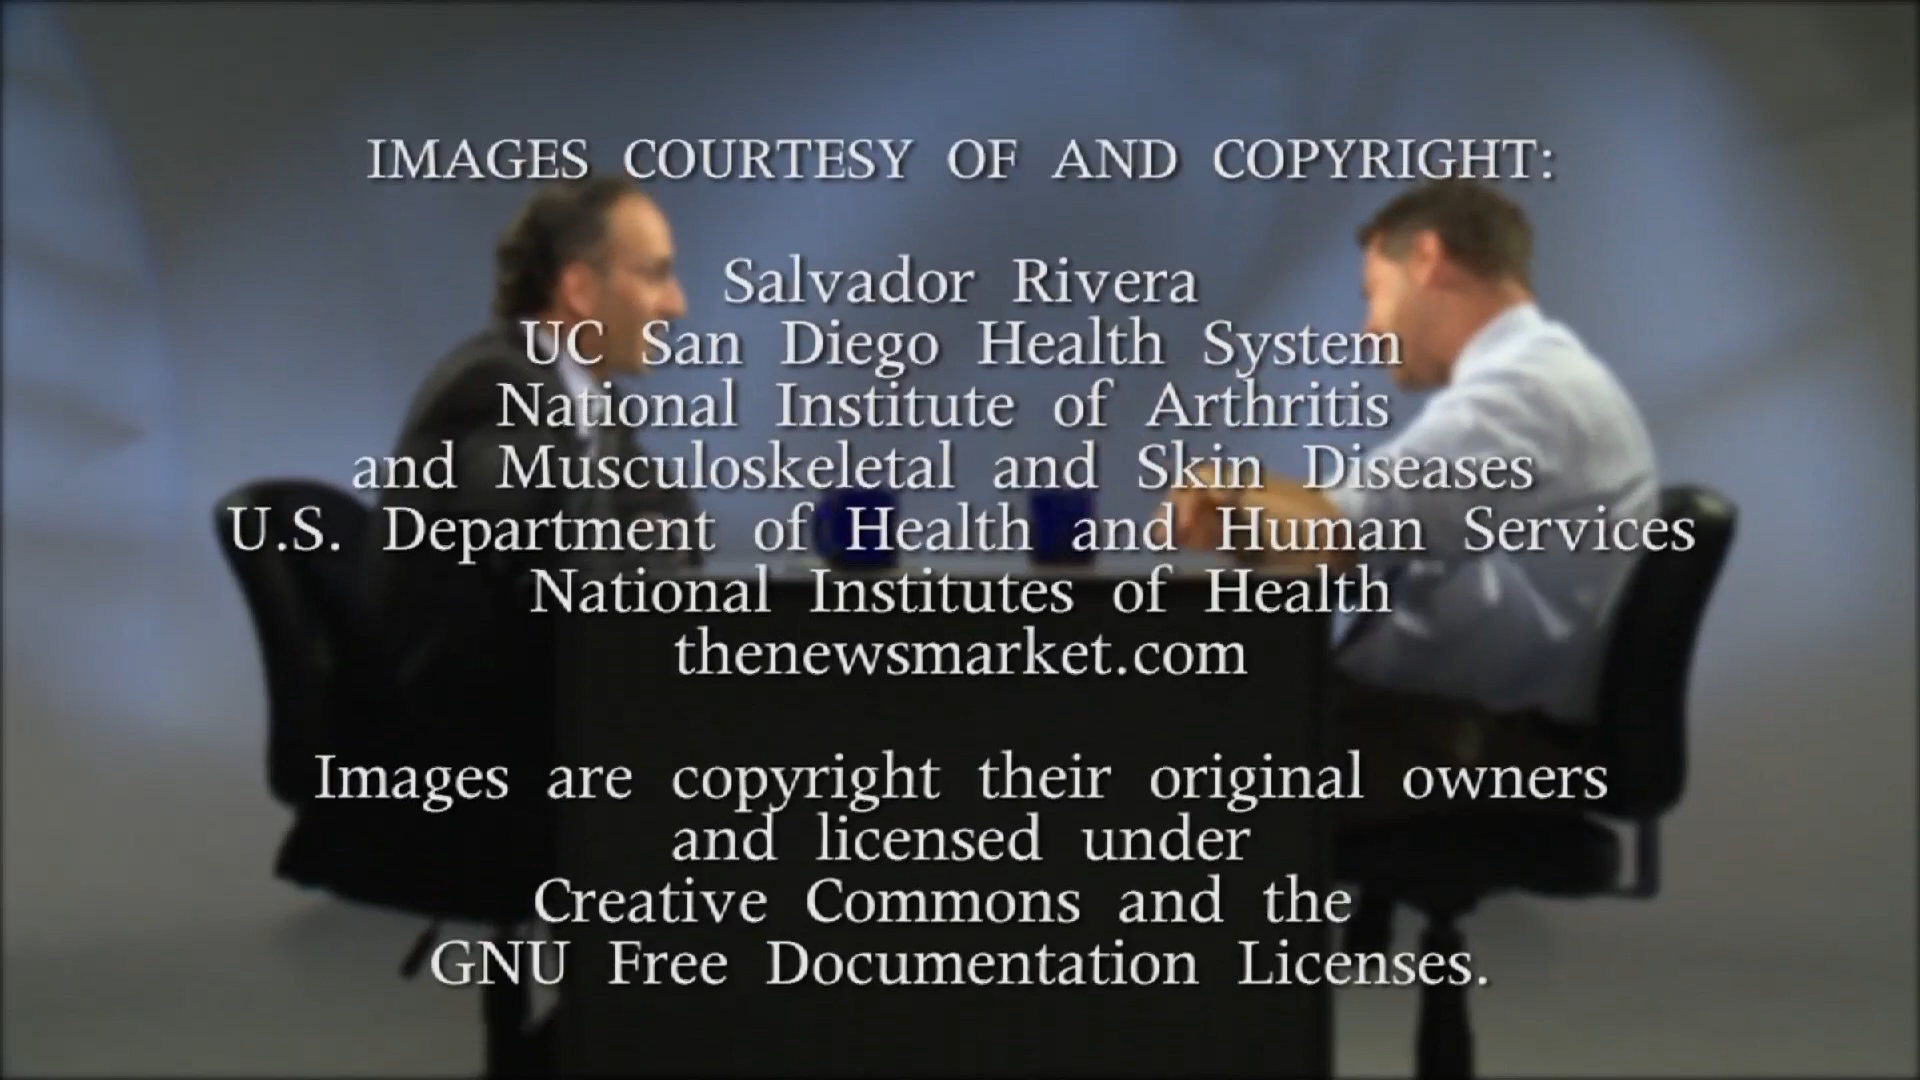 IMAGES COURTESY OF AND COPYRIGHT:
Salvador Rivera
UC San Diego Health System
National Institute of Arthritis
and Musculoskeletal and Skin Diseases
U.S. Department of Health and Human Services
National Institutes of Health
thenewsmarket.com
Images are copyright their original owners
and licensed under
Creative Commons and the
GNU Free Documentation Licenses.